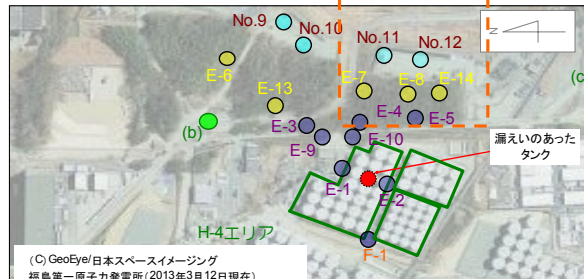 No.9
No.10
No.11
No.12
N
E-6
E-7
E-8
E-14
E-13
(c
(b)
E-3
E-4
E-5
E-9
E-10
漏えいのあった
タンク
E-1
E-2
H-4エリア
F-1
(C)GeoEye/日本スペースイメージング
福島第一原子力発電所(2013年3月12日現在)